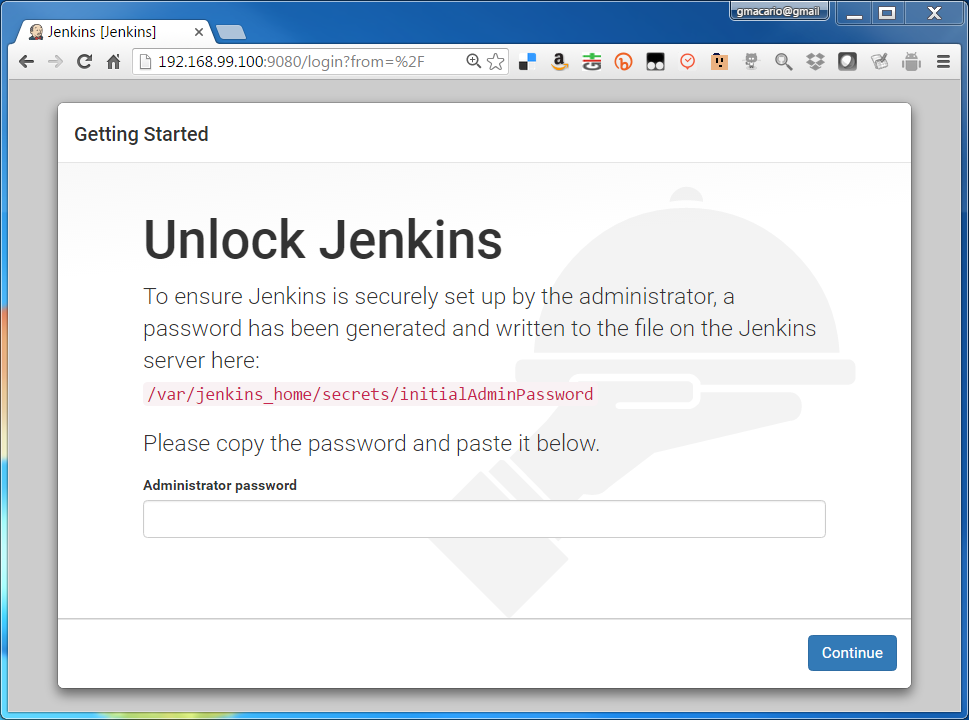 gmacario@gmail
Jenkins [Jenkins]
192.168.99.100:9080/login?from=%2F
Getting Started
Unlock Jenkins
To ensure Jenkins is securely set up by the administrator, a
password has been generated and written to the file on the Jenkins
server here:
/var/jenkins_home/secrets/initialAdminPassword
Please copy the password and paste it below.
Administrator password
Continue